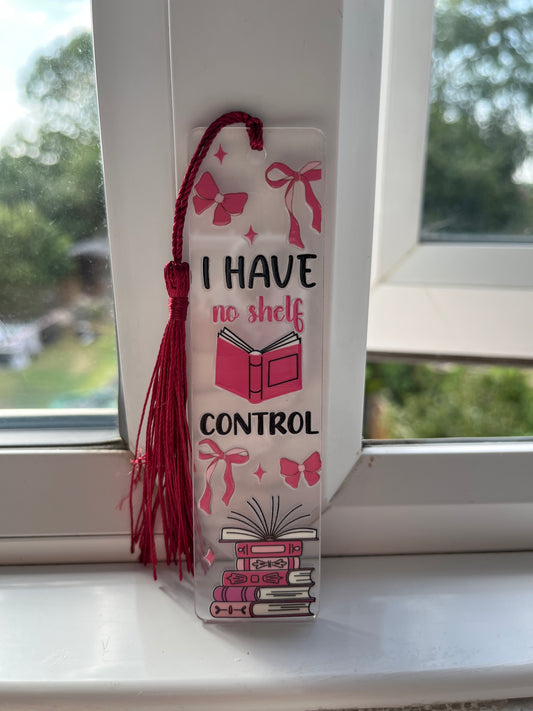 I HAVE
no shelf
CONTROL